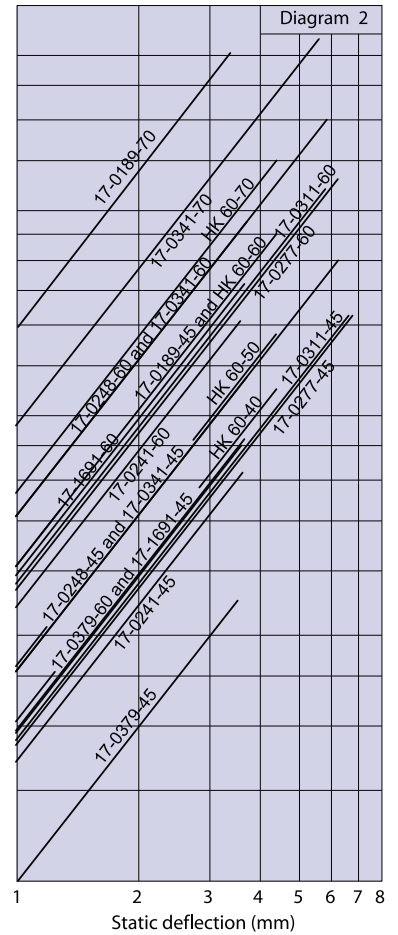 Diagram 2
17-0189-70
17-0341-70
HK 60-70
17-0311-60
17-0277-60
17-0248-60 and 17-0341-60
17-0189-45 and HK 60-60
17-1691-60
17-0241-60
HK 60-50
17-0311-45
17-0277-45
17-0248-45 and 17-0341-45
HK 60-40
17-0379-60 and 17-1691-45
17-0241-45
17-0379-45
1 2 3 4 5 6 7 8
Static deflection (mm)